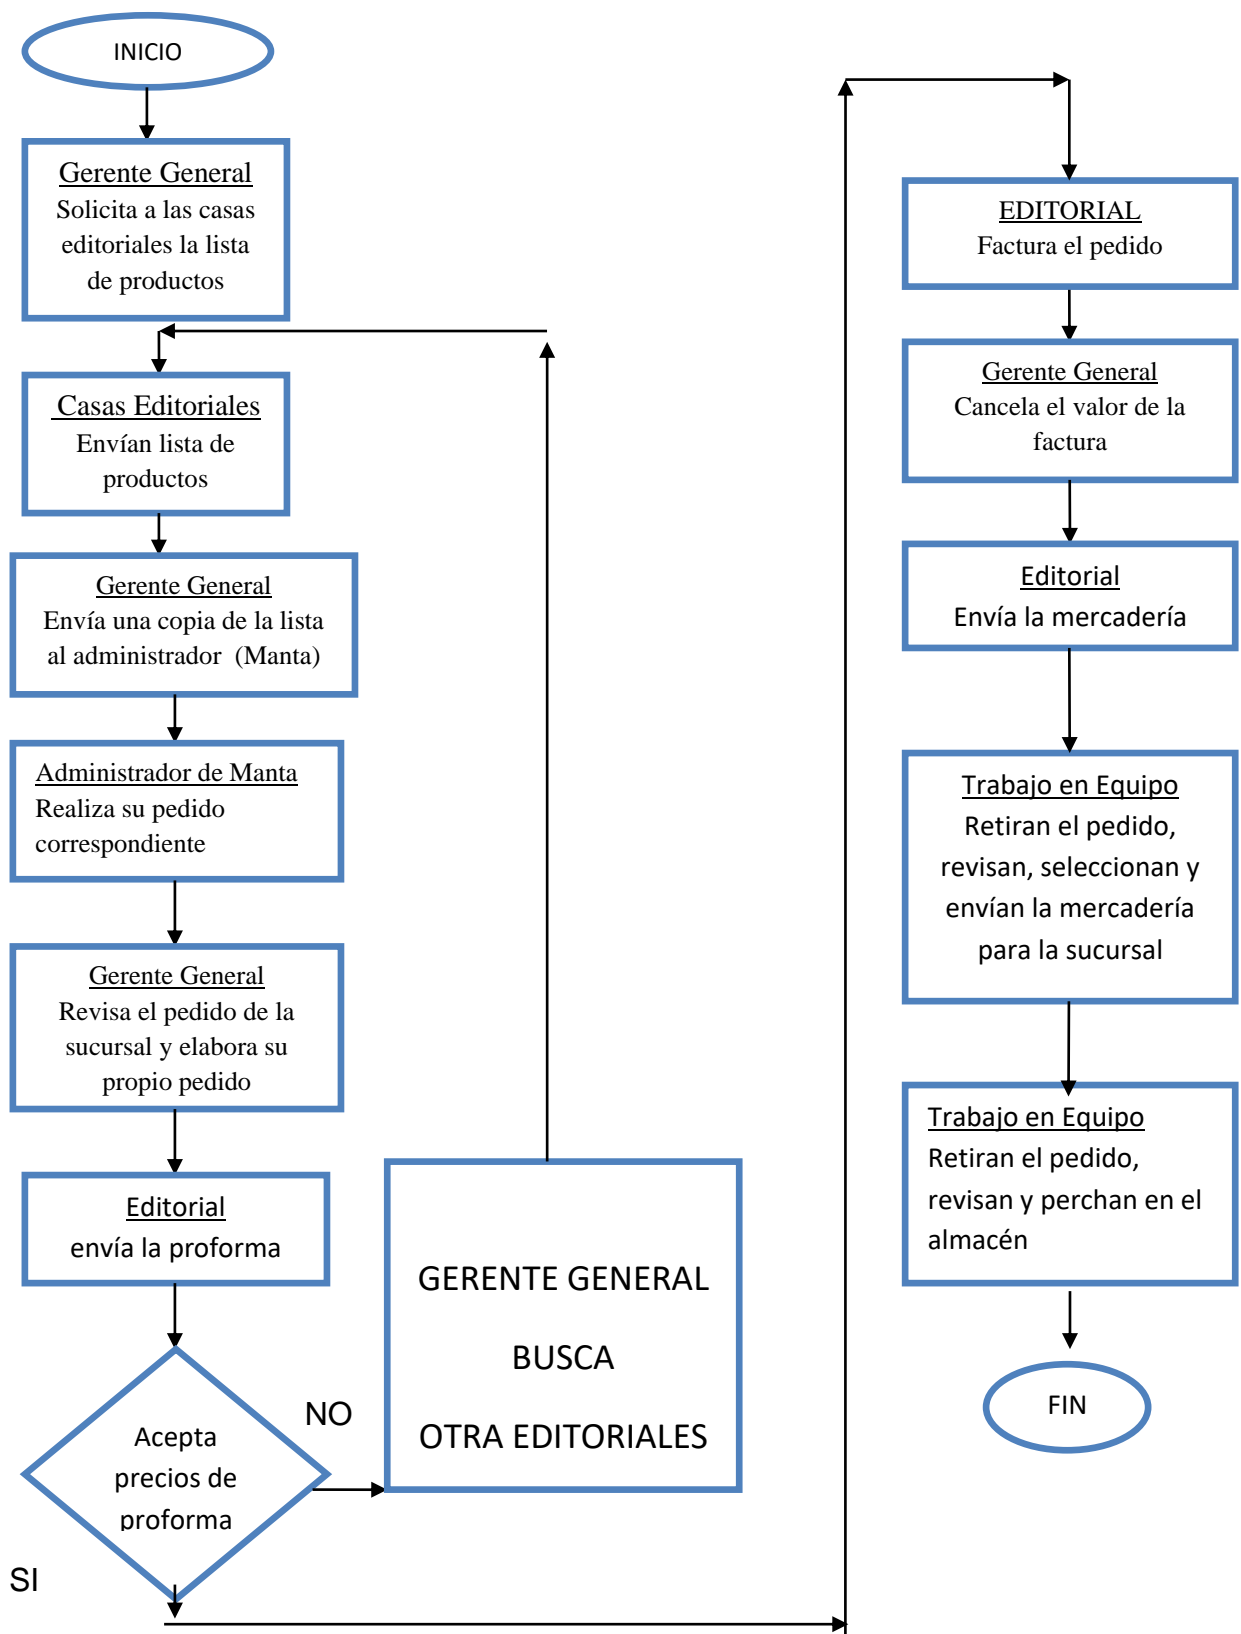 INICIO
Gerente General
Solicita a las casas
editoriales la lista
de productos
Casas Editoriales
Envían lista de
productos
Gerente General
Envía una copia de la lista
al administrador (Manta)
Administrador de Manta
Realiza su pedido
correspondiente
Gerente General
Revisa el pedido de la
sucursal y elabora su
propio pedido
Editorial
envía la proforma
Acepta
precios de
proforma
NO
SI
GERENTE GENERAL
BUSCA
OTRA EDITORIALES
EDITORIAL
Factura el pedido
Gerente General
Cancela el valor de la
factura
Editorial
Envía la mercadería
Trabajo en Equipo
Retiran el pedido,
revisan, seleccionan y
envían la mercadería
para la sucursal
Trabajo en Equipo
Retiran el pedido,
revisan y perchan en el
almacén
FIN